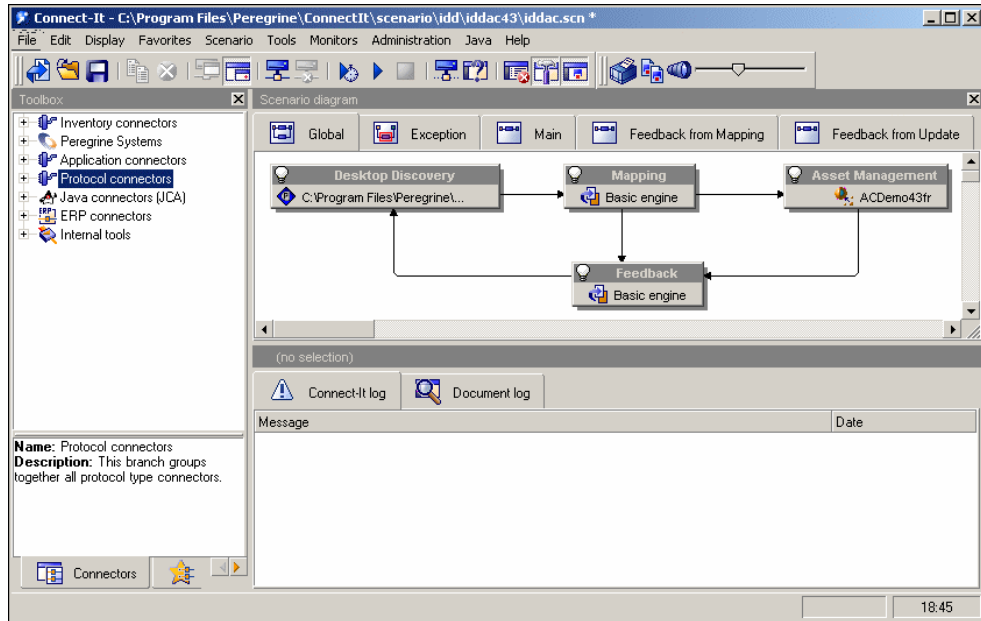 Connect-It - C:\Program Files\Peregrine\ConnectIt\scenario\idd\iddac43\iddac.scn *
File Edit Display Favorites Scenario Tools Monitors Administration Java Help
Toolbox
Inventory connectors
Peregrine Systems
Application connectors
Protocol connectors
Java connectors (JCA)
ERP connectors
Internal tools
Name: Protocol connectors
Description: This branch groups
together all protocol type connectors.
Connectors
Scenario diagram
Global Exception Main Feedback from Mapping Feedback from Update
Desktop Discovery
C:\Program Files\Peregrine\...
Mapping
Basic engine
Asset Management
ACDemo43fr
Feedback
Basic engine
(no selection)
Connect-It log Document log
Message Date
18:45